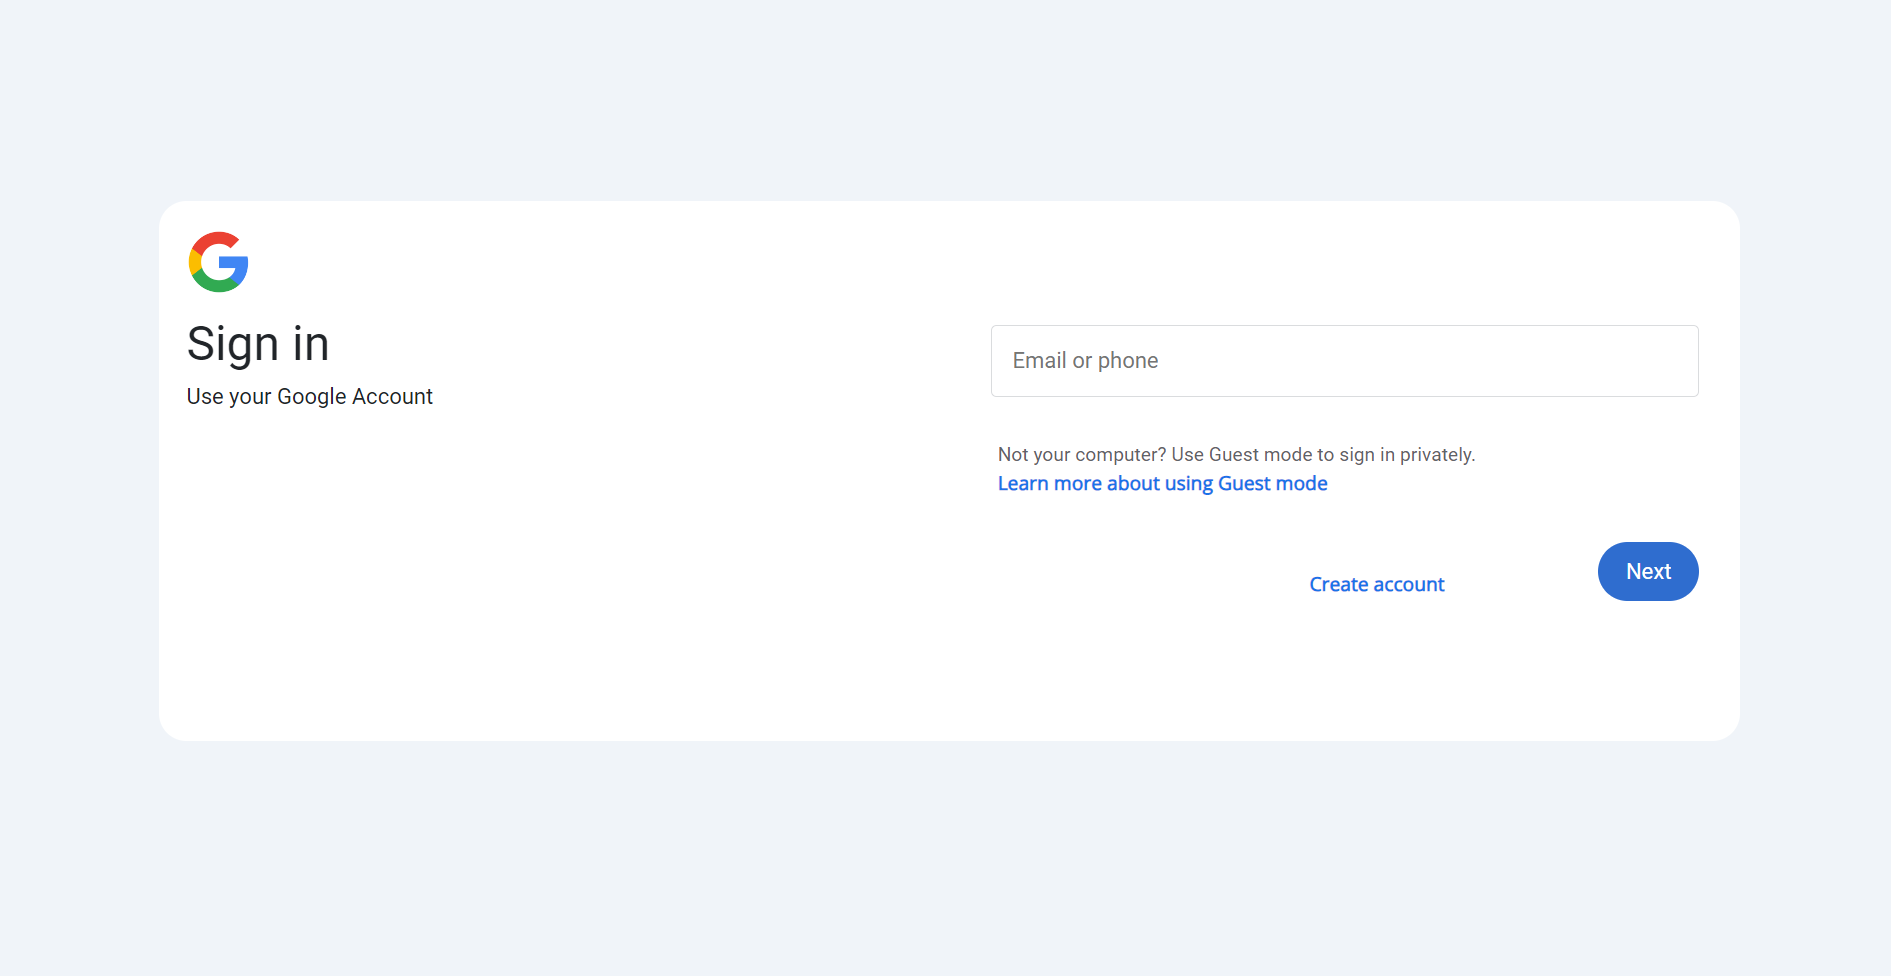 Sign in
Use your Google Account
Email or phone
Not your computer? Use Guest mode to sign in privately.
Learn more about using Guest mode
Create account
Next